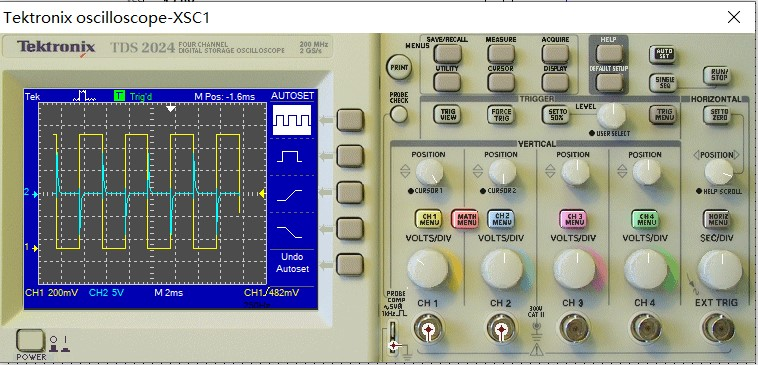 Tektronix oscilloscope-XSC1
Tektronix TDS 2024 FOUR CHANNEL DIGITAL STORAGE OSCILLOSCOPE 200 MHz 2 GS/s
MENUS SAVE/RECALL MEASURE ACQUIRE HELP AUTO SET
PRINT UTILITY CURSOR DISPLAY DEFAULT SETUP SINGLE SEQ RUN/STOP
PROBE CHECK
TRIGGER HORIZONTAL
TRIG VIEW FORCE TRIG SET TO 50% LEVEL TRIG MENU SET TO ZERO
USER SELECT
VERTICAL
POSITION POSITION POSITION POSITION POSITION
CURSOR 1 CURSOR 2 HELP SCROLL
CH 1 MENU MATH MENU CH 2 MENU CH 3 MENU CH 4 MENU HORIZ MENU
VOLTS/DIV VOLTS/DIV VOLTS/DIV VOLTS/DIV SEC/DIV
PROBE COMP ~5V@ 1kHz
CH 1 CH 2 300V CAT II CH 3 CH 4 EXT TRIG
Tek T Trig'd M Pos: -1.6ms AUTOSET
2
1
Undo Autoset
CH1 200mV CH2 5V M 2ms CH1 / 482mV
POWER